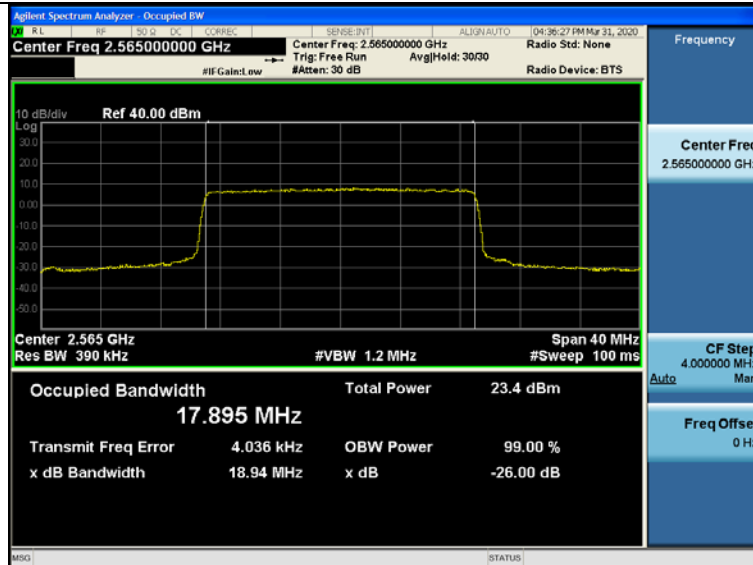 Agilent Spectrum Analyzer - Occupied BW
RL RF 50 Ω DC CORREC SENSE:INT ALIGN AUTO 04:36:27 PM Mar 31, 2020
Center Freq 2.565000000 GHz
Center Freq: 2.565000000 GHz
Radio Std: None
Trig: Free Run Avg|Hold: 30/30
#IFGain:Low #Atten: 30 dB
Radio Device: BTS
10 dB/div Ref 40.00 dBm
Log
30.0
20.0
10.0
0.00
-10.0
-20.0
-30.0
-40.0
-50.0
Center 2.565 GHz Span 40 MHz
Res BW 390 kHz #VBW 1.2 MHz #Sweep 100 ms
Occupied Bandwidth Total Power 23.4 dBm
17.895 MHz
Transmit Freq Error 4.036 kHz OBW Power 99.00 %
x dB Bandwidth 18.94 MHz x dB -26.00 dB
MSG STATUS
Frequency
Center Freq
2.565000000 GHz
CF Step
4.000000 MHz
Auto Man
Freq Offset
0 Hz